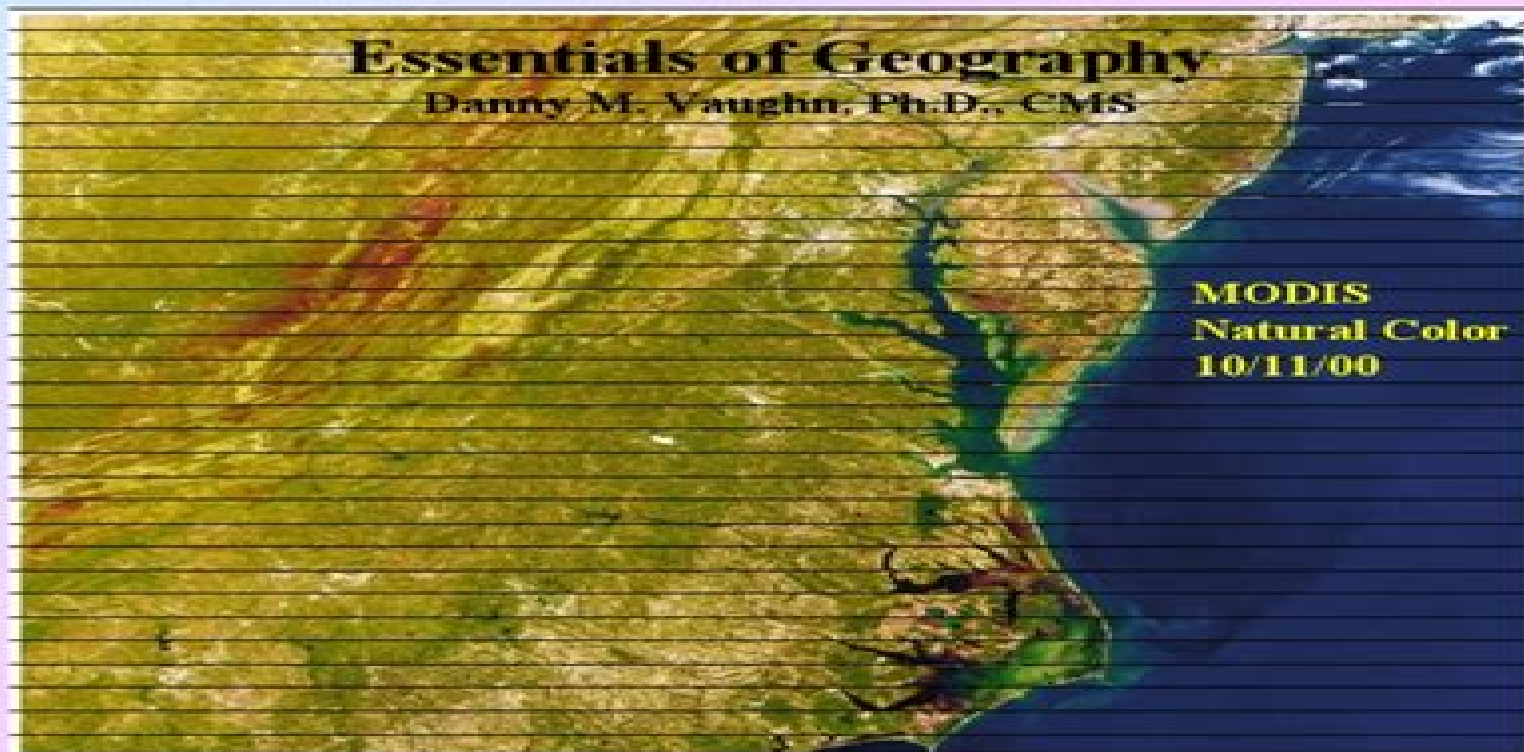 Essentials of Geography
Danny M. Vaughn, Ph.D., CMS
MODIS
Natural Color
10/11/00